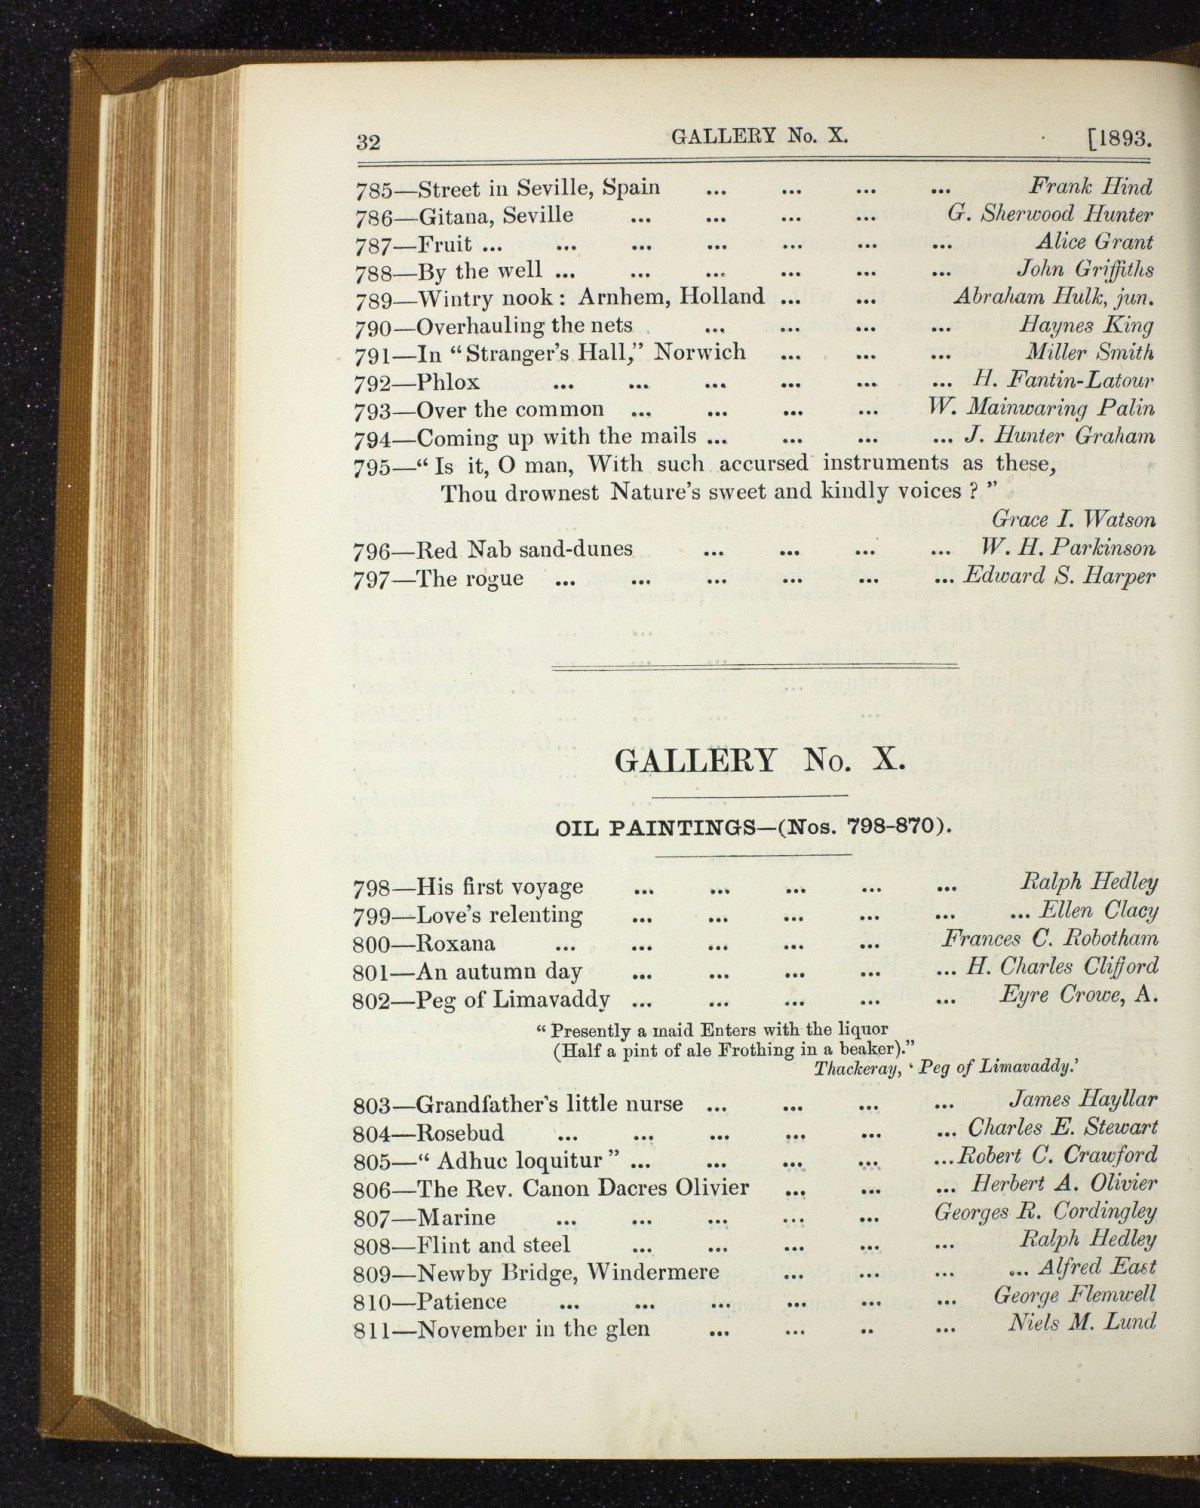 32 GALLERY No. X. [1893.
785—Street in Seville, Spain ... ... ... ... Frank Hind
786—Gitana, Seville ... ... ... ... G. Sherwood Hunter
787—Fruit ... ... ... ... ... ... ... Alice Grant
788—By the well ... ... ... ... ... ... John Griffiths
789—Wintry nook: Arnhem, Holland ... ... Abraham Hulk, jun.
790—Overhauling the nets . ... ... ... ... Haynes King
791—In “Stranger's Hall,” Norwich ... ... ... Miller Smith
792—Phlox ... ... ... ... ... ... H. Fantin-Latour
793—Over the common ... ... ... ... W. Mainwaring Palin
794—Coming up with the mails ... ... ... ... J. Hunter Graham
795—“Is it, O man, With such accursed instruments as these,
Thou drownest Nature's sweet and kindly voices?”
Grace I. Watson
796—Red Nab sand-dunes ... ... ... ... W. H. Parkinson
797—The rogue ... ... ... ... ... ... Edward S. Harper
GALLERY No. X.
OIL PAINTINGS—(Nos. 798-870).
798—His first voyage ... ... ... ... ... Ralph Hedley
799—Love's relenting ... ... ... ... ... ... Ellen Clacy
800—Roxana ... ... ... ... ... Frances C. Robotham
801—An autumn day ... ... ... ... ... H. Charles Clifford
802—Peg of Limavaddy ... ... ... ... ... Eyre Crowe, A.
“Presently a maid Enters with the liquor
(Half a pint of ale Frothing in a beaker).”
Thackeray, ‘Peg of Limavaddy.’
803—Grandfather's little nurse ... ... ... ... James Hayllar
804—Rosebud ... ... ... ... ... ... Charles E. Stewart
805—“Adhuc loquitur” ... ... ... ... ...Robert C. Crawford
806—The Rev. Canon Dacres Olivier ... ... ... Herbert A. Olivier
807—Marine ... ... ... ... ... Georges R. Cordingley
808—Flint and steel ... ... ... ... ... Ralph Hedley
809—Newby Bridge, Windermere ... ... ... ... Alfred East
810—Patience ... ... ... ... ... ... George Flemwell
811—November in the glen ... ... .. ... Niels M. Lund